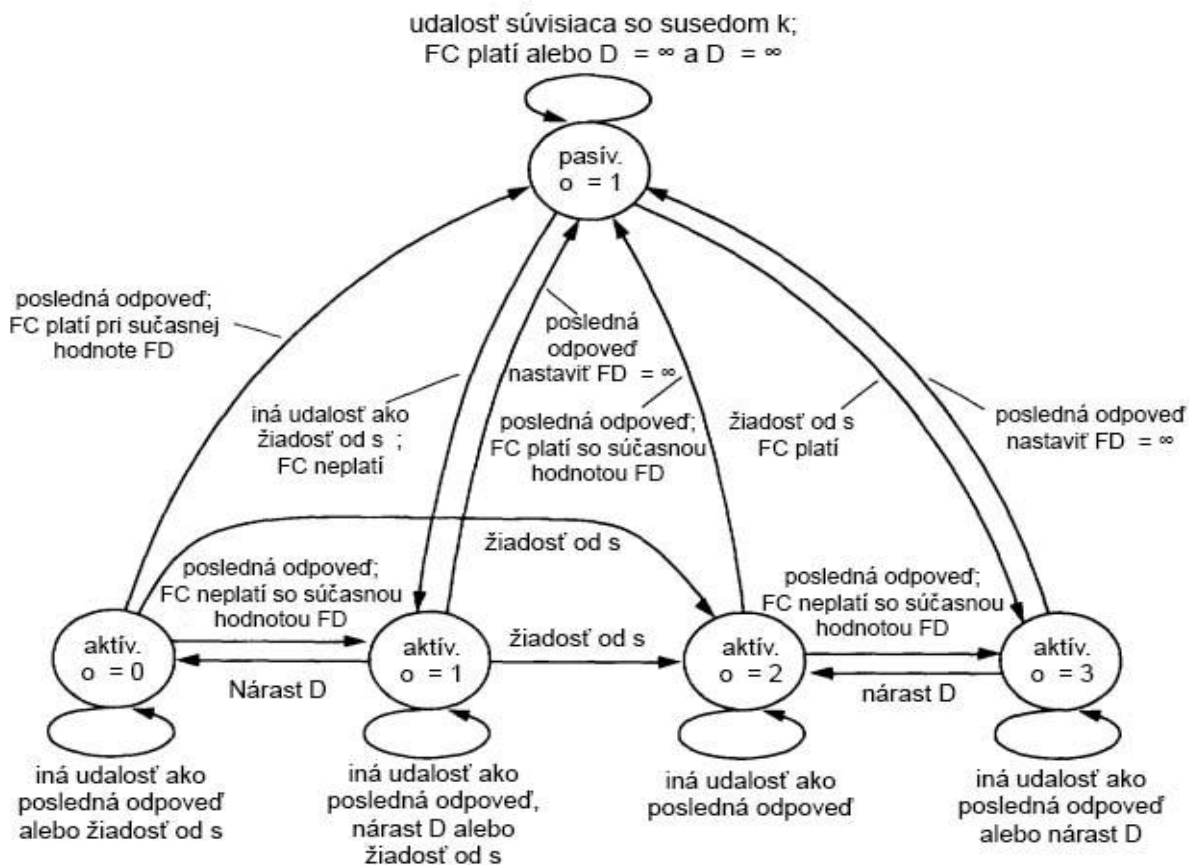 udalosť súvisiaca so susedom k;
FC platí alebo D = ∞ a D = ∞
pasív.
o = 1
posledná odpoveď;
FC platí pri sučasnej
hodnote FD
iná udalosť ako
žiadosť od s ;
FC neplatí
posledná
odpoveď
nastaviť FD = ∞
posledná odpoveď;
FC platí so súčasnou
hodnotou FD
žiadosť od s
FC platí
posledná odpoveď
nastaviť FD = ∞
žiadosť od s
posledná odpoveď;
FC neplatí so súčasnou
hodnotou FD
posledná odpoveď;
FC neplatí so súčasnou
hodnotou FD
aktív.
o = 0
Nárast D
aktív.
o = 1
žiadosť od s
aktív.
o = 2
nárast D
aktív.
o = 3
iná udalosť ako
posledná odpoveď
alebo žiadosť od s
iná udalosť ako
posledná odpoveď,
nárast D alebo
žiadosť od s
iná udalosť ako
posledná odpoveď
iná udalosť ako
posledná odpoveď
alebo nárast D